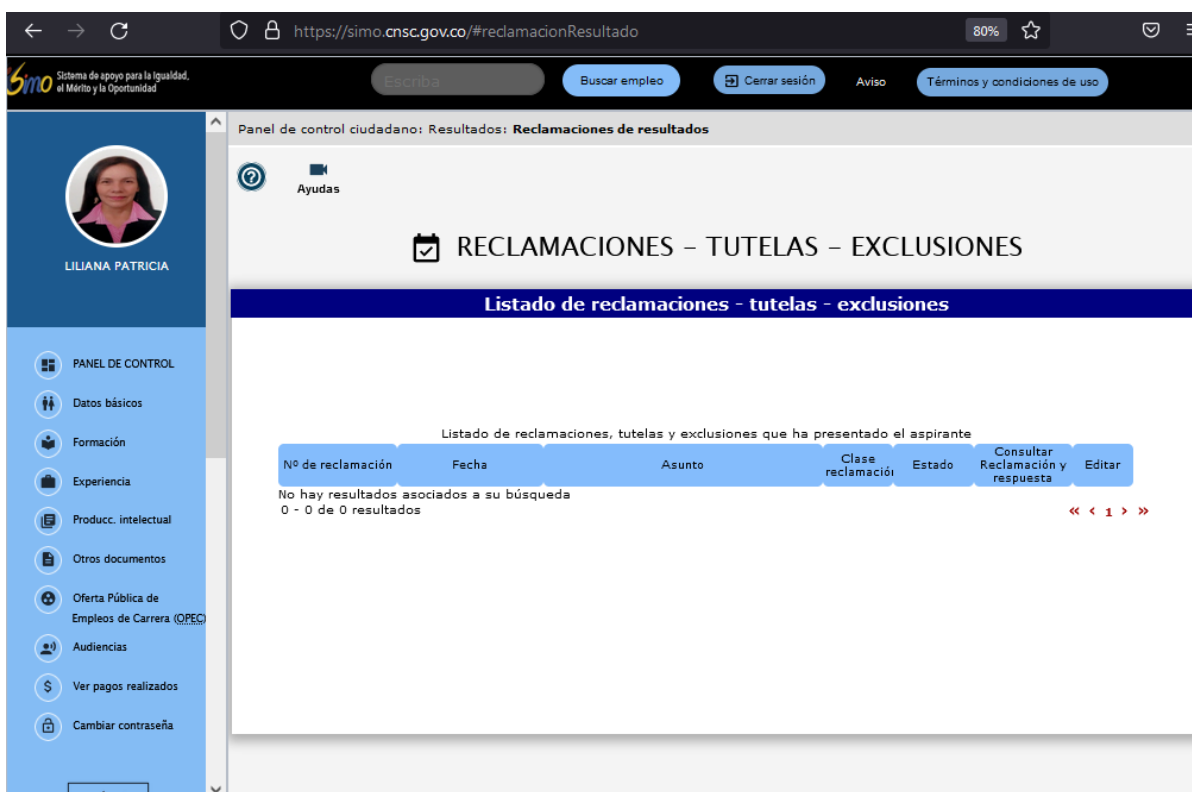 https://simo.cnsc.gov.co/#reclamacionResultado
80%
Simo Sistema de apoyo para la Igualdad,
el Mérito y la Oportunidad
Escriba
Buscar empleo
Cerrar sesión
Aviso
Términos y condiciones de uso
Panel de control ciudadano: Resultados: Reclamaciones de resultados
Ayudas
RECLAMACIONES - TUTELAS - EXCLUSIONES
LILIANA PATRICIA
Listado de reclamaciones - tutelas - exclusiones
PANEL DE CONTROL
Datos básicos
Formación
Experiencia
Producc. intelectual
Otros documentos
Oferta Pública de
Empleos de Carrera (OPEC)
Audiencias
$ Ver pagos realizados
Cambiar contraseña
Listado de reclamaciones, tutelas y exclusiones que ha presentado el aspirante
Nº de reclamación
Fecha
Asunto
Clase
reclamación
Estado
Consultar
Reclamación y
respuesta
Editar
No hay resultados asociados a su búsqueda
0 - 0 de 0 resultados
« ‹ 1 › »